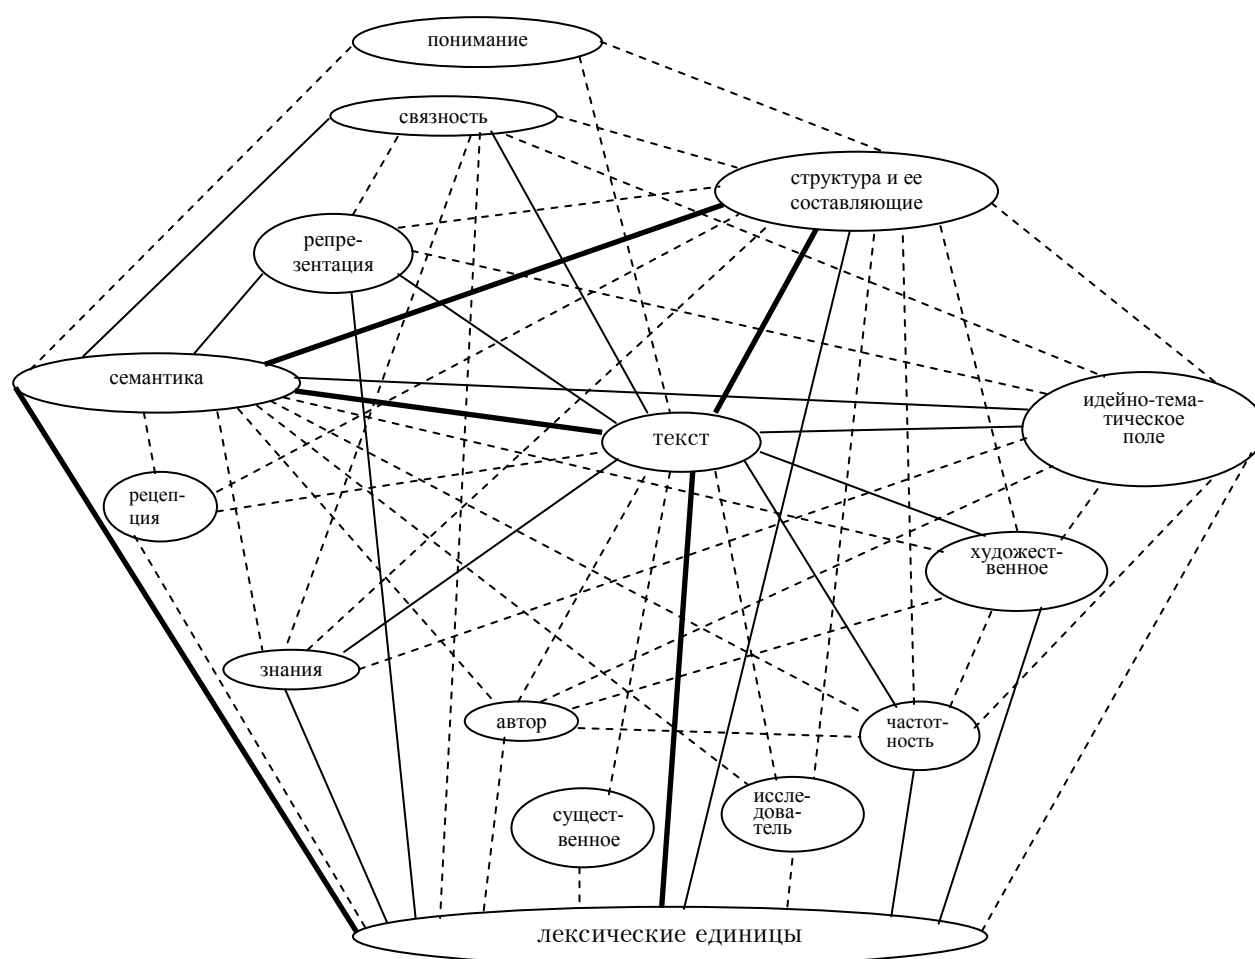 понимание
связность
структура и ее
составляющие
репре-
зентация
семантика
идейно-тема-
тическое
поле
текст
рецеп-
ция
художест-
венное
знания
автор
частот-
ность
сущест-
венное
иссле-
дова-
тель
лексические единицы